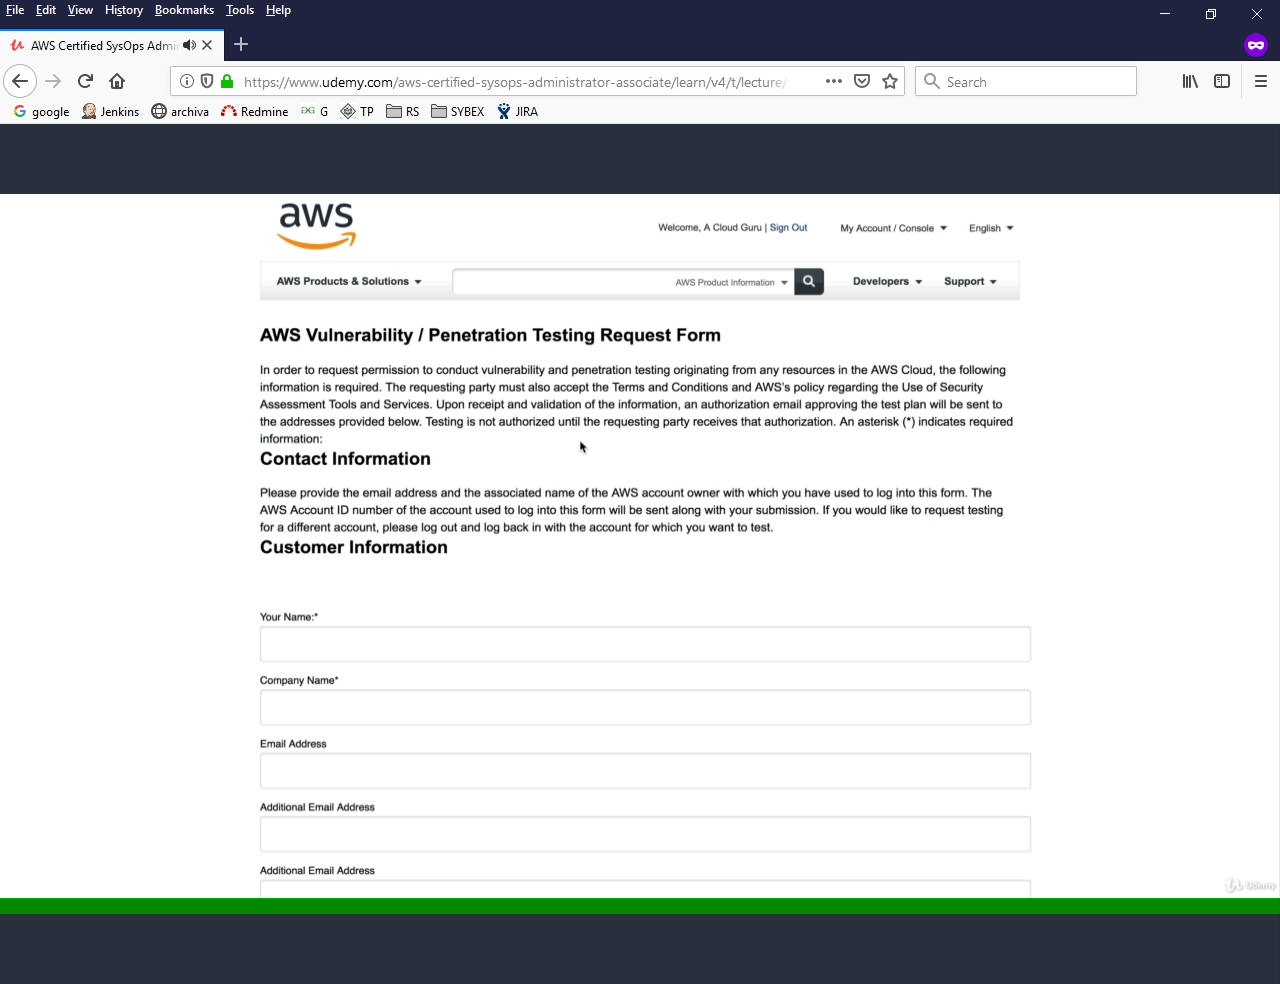 File Edit View History Bookmarks Tools Help
AWS Certified SysOps Admi
https://www.udemy.com/aws-certified-sysops-administrator-associate/learn/v4/t/lecture/
Search
google Jenkins archiva Redmine G TP RS SYBEX JIRA
aws
Welcome, A Cloud Guru | Sign Out My Account / Console English
AWS Products & Solutions AWS Product Information Developers Support
AWS Vulnerability / Penetration Testing Request Form
In order to request permission to conduct vulnerability and penetration testing originating from any resources in the AWS Cloud, the following
information is required. The requesting party must also accept the Terms and Conditions and AWS's policy regarding the Use of Security
Assessment Tools and Services. Upon receipt and validation of the information, an authorization email approving the test plan will be sent to
the addresses provided below. Testing is not authorized until the requesting party receives that authorization. An asterisk (*) indicates required
information:
Contact Information
Please provide the email address and the associated name of the AWS account owner with which you have used to log into this form. The
AWS Account ID number of the account used to log into this form will be sent along with your submission. If you would like to request testing
for a different account, please log out and log back in with the account for which you want to test.
Customer Information
Your Name:*
Company Name*
Email Address
Additional Email Address
Additional Email Address
Udemy